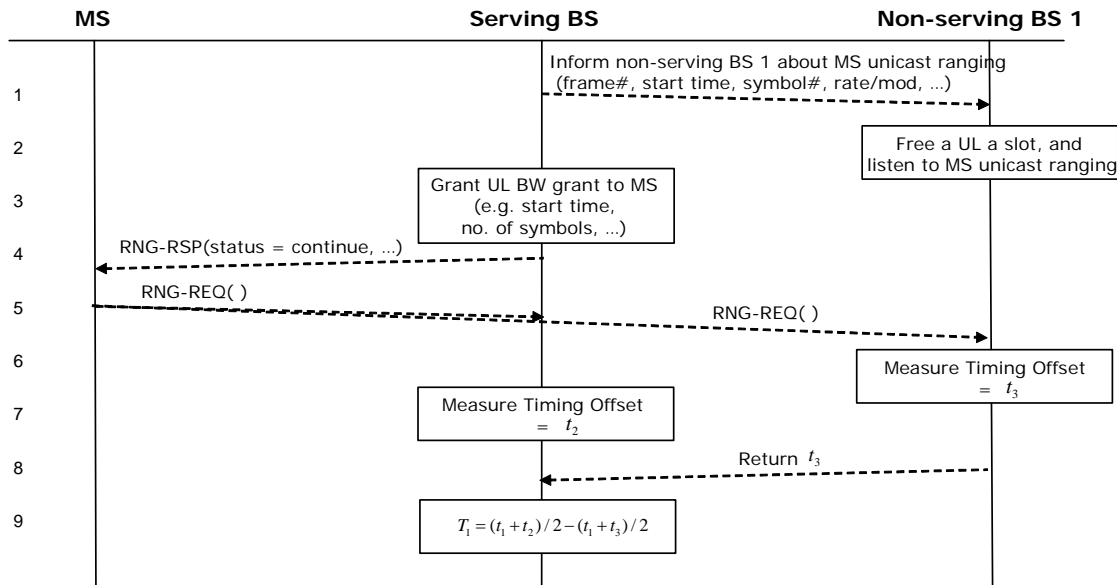 MS
Serving BS
Non-serving BS 1
1
Inform non-serving BS 1 about MS unicast ranging
(frame#, start time, symbol#, rate/mod, ...)
2
Free a UL a slot, and
listen to MS unicast ranging
3
Grant UL BW grant to MS
(e.g. start time,
no. of symbols, ...)
4
RNG-RSP(status = continue, ...)
5
RNG-REQ( )
RNG-REQ( )
6
Measure Timing Offset
= t₃
7
Measure Timing Offset
= t₂
8
Return t₃
9
T₁ = (t₁ + t₂) / 2 − (t₁ + t₃) / 2